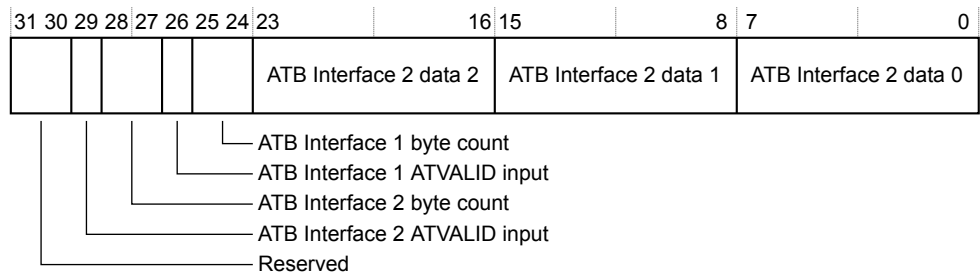 31 30 29 28 27 26 25 24 23 16 15 8 7 0
ATB Interface 2 data 2 ATB Interface 2 data 1 ATB Interface 2 data 0
ATB Interface 1 byte count
ATB Interface 1 ATVALID input
ATB Interface 2 byte count
ATB Interface 2 ATVALID input
Reserved